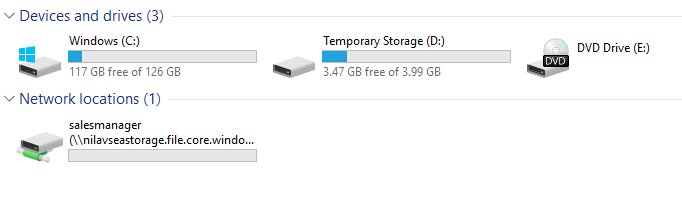 Devices and drives (3)
Windows (C:)
117 GB free of 126 GB
Temporary Storage (D:)
3.47 GB free of 3.99 GB
DVD Drive (E:)
DVD
Network locations (1)
salesmanager
(\\nilavseastorage.file.core.windo...